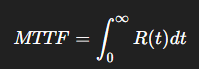 MTTF = ∫₀^∞ R(t)dt